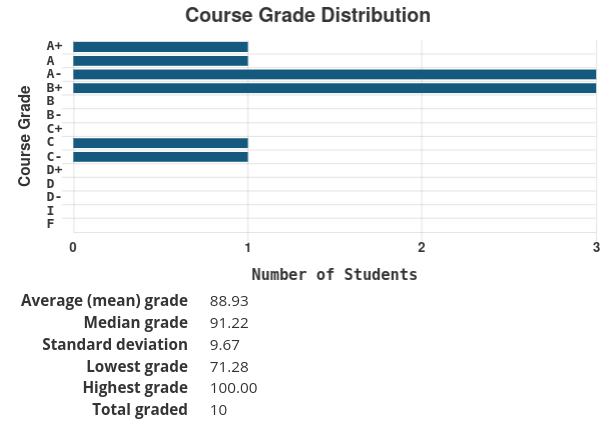 Course Grade Distribution
Course Grade
A+
A
A-
B+
B
B-
C+
C
C-
D+
D
D-
I
F
0 1 2 3
Number of Students
Average (mean) grade 88.93
Median grade 91.22
Standard deviation 9.67
Lowest grade 71.28
Highest grade 100.00
Total graded 10